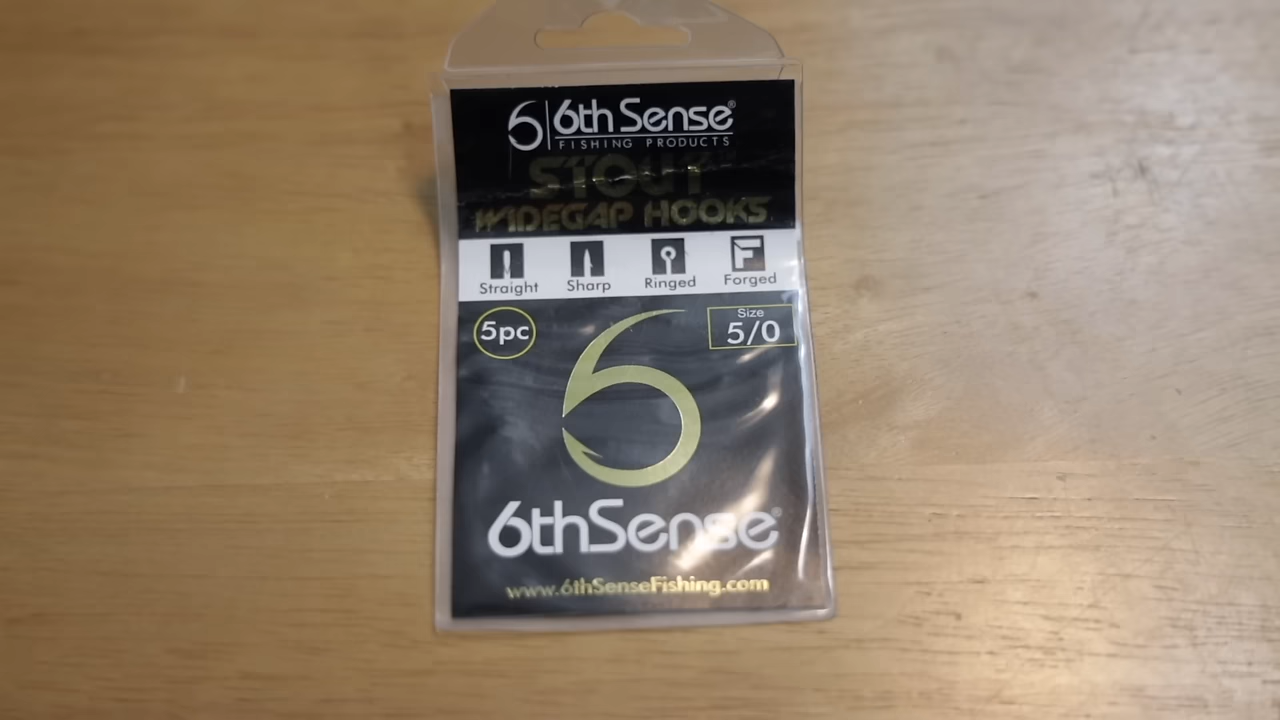 6th Sense®
FISHING PRODUCTS
STOUT
WIDEGAP HOOKS
Straight Sharp Ringed Forged
5pc
Size
5/0
6thSense®
www.6thSenseFishing.com